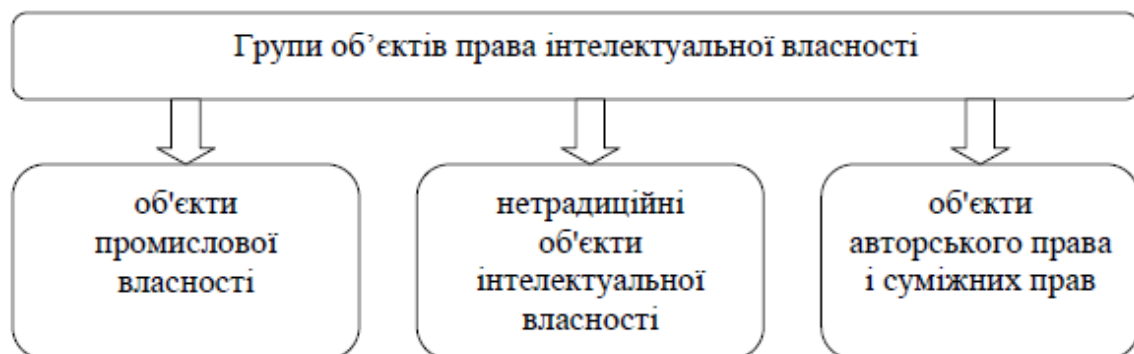 Групи об’єктів права інтелектуальної власності
об'єкти
промислової
власності
нетрадиційні
об'єкти
інтелектуальної
власності
об'єкти
авторського права
і суміжних прав